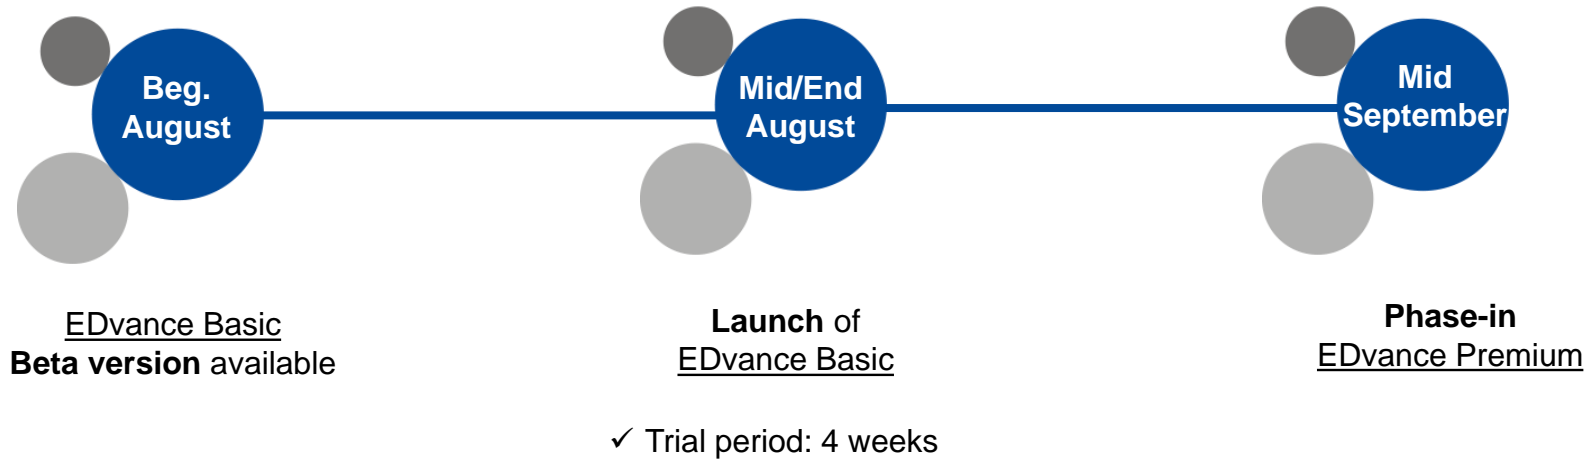 Beg.
August
Mid/End
August
Mid
September
EDvance Basic
Beta version available
Launch of
EDvance Basic
✓ Trial period: 4 weeks
Phase-in
EDvance Premium